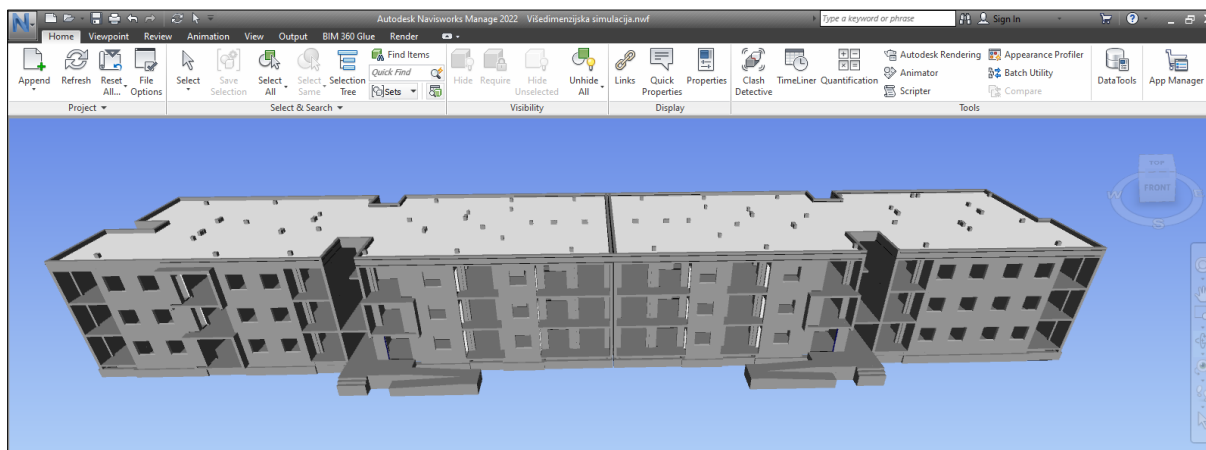 N Autodesk Navisworks Manage 2022 Višedimenzijska simulacija.nwf Type a keyword or phrase Sign In
Home Viewpoint Review Animation View Output BIM 360 Glue Render
Append Refresh Reset All... File Options Select Save Selection Select All Select Same Selection Tree Find Items Quick Find Sets Hide Require Hide Unselected Unhide All Links Quick Properties Properties Clash Detective TimeLiner Quantification Autodesk Rendering Animator Scripter Appearance Profiler Batch Utility Compare DataTools App Manager
Project Select & Search Visibility Display Tools
TOP
W FRONT
S